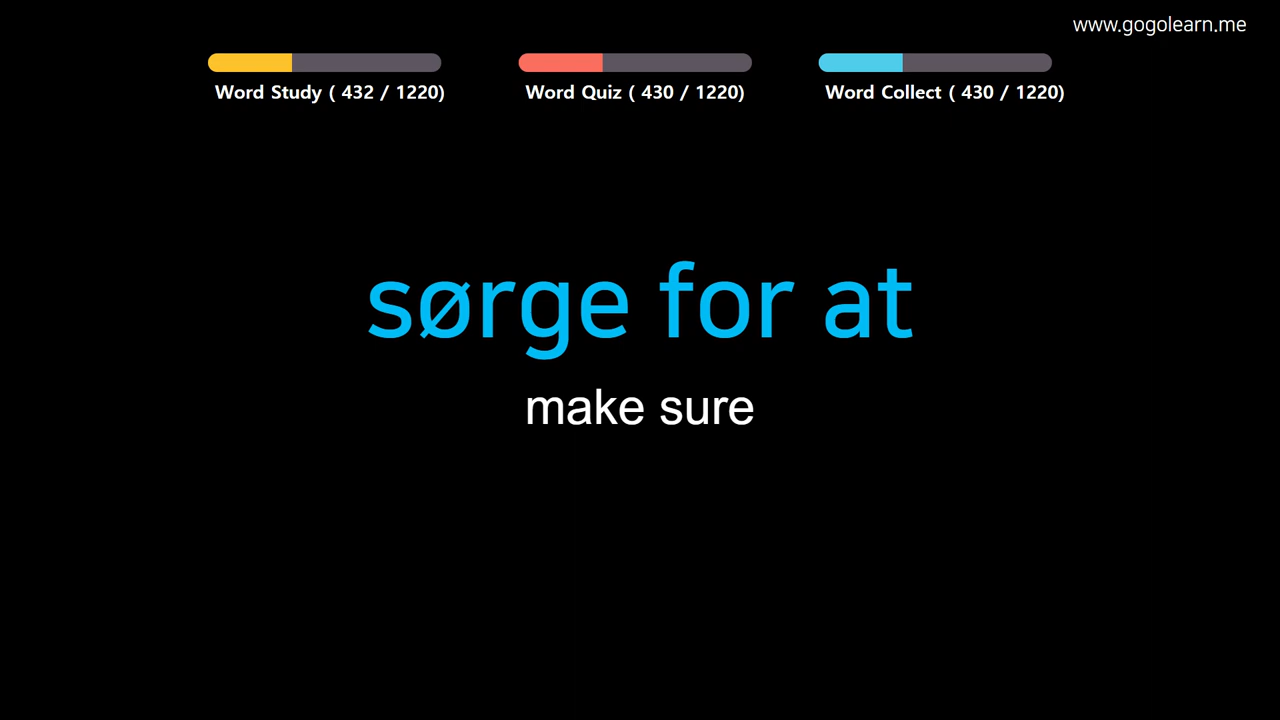 www.gogolearn.me
Word Study ( 432 / 1220)
Word Quiz ( 430 / 1220)
Word Collect ( 430 / 1220)
sørge for at
make sure